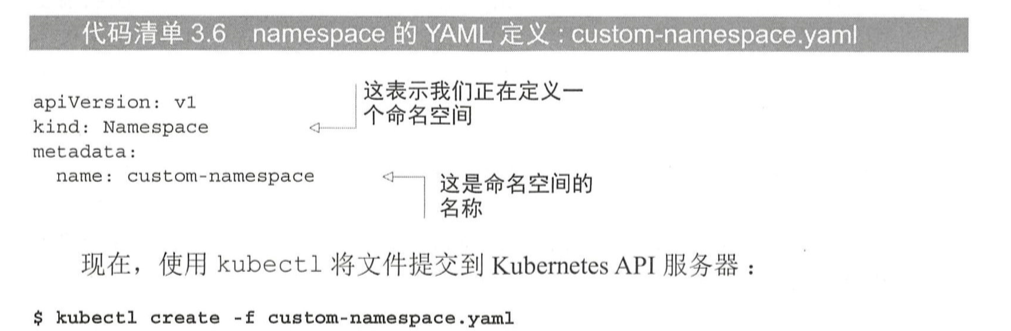 代码清单 3.6 namespace 的 YAML 定义：custom-namespace.yaml
apiVersion: v1
kind: Namespace
metadata:
  name: custom-namespace
这表示我们正在定义一
个命名空间
这是命名空间的
名称
现在，使用 kubectl 将文件提交到 Kubernetes API 服务器：
$ kubectl create -f custom-namespace.yaml